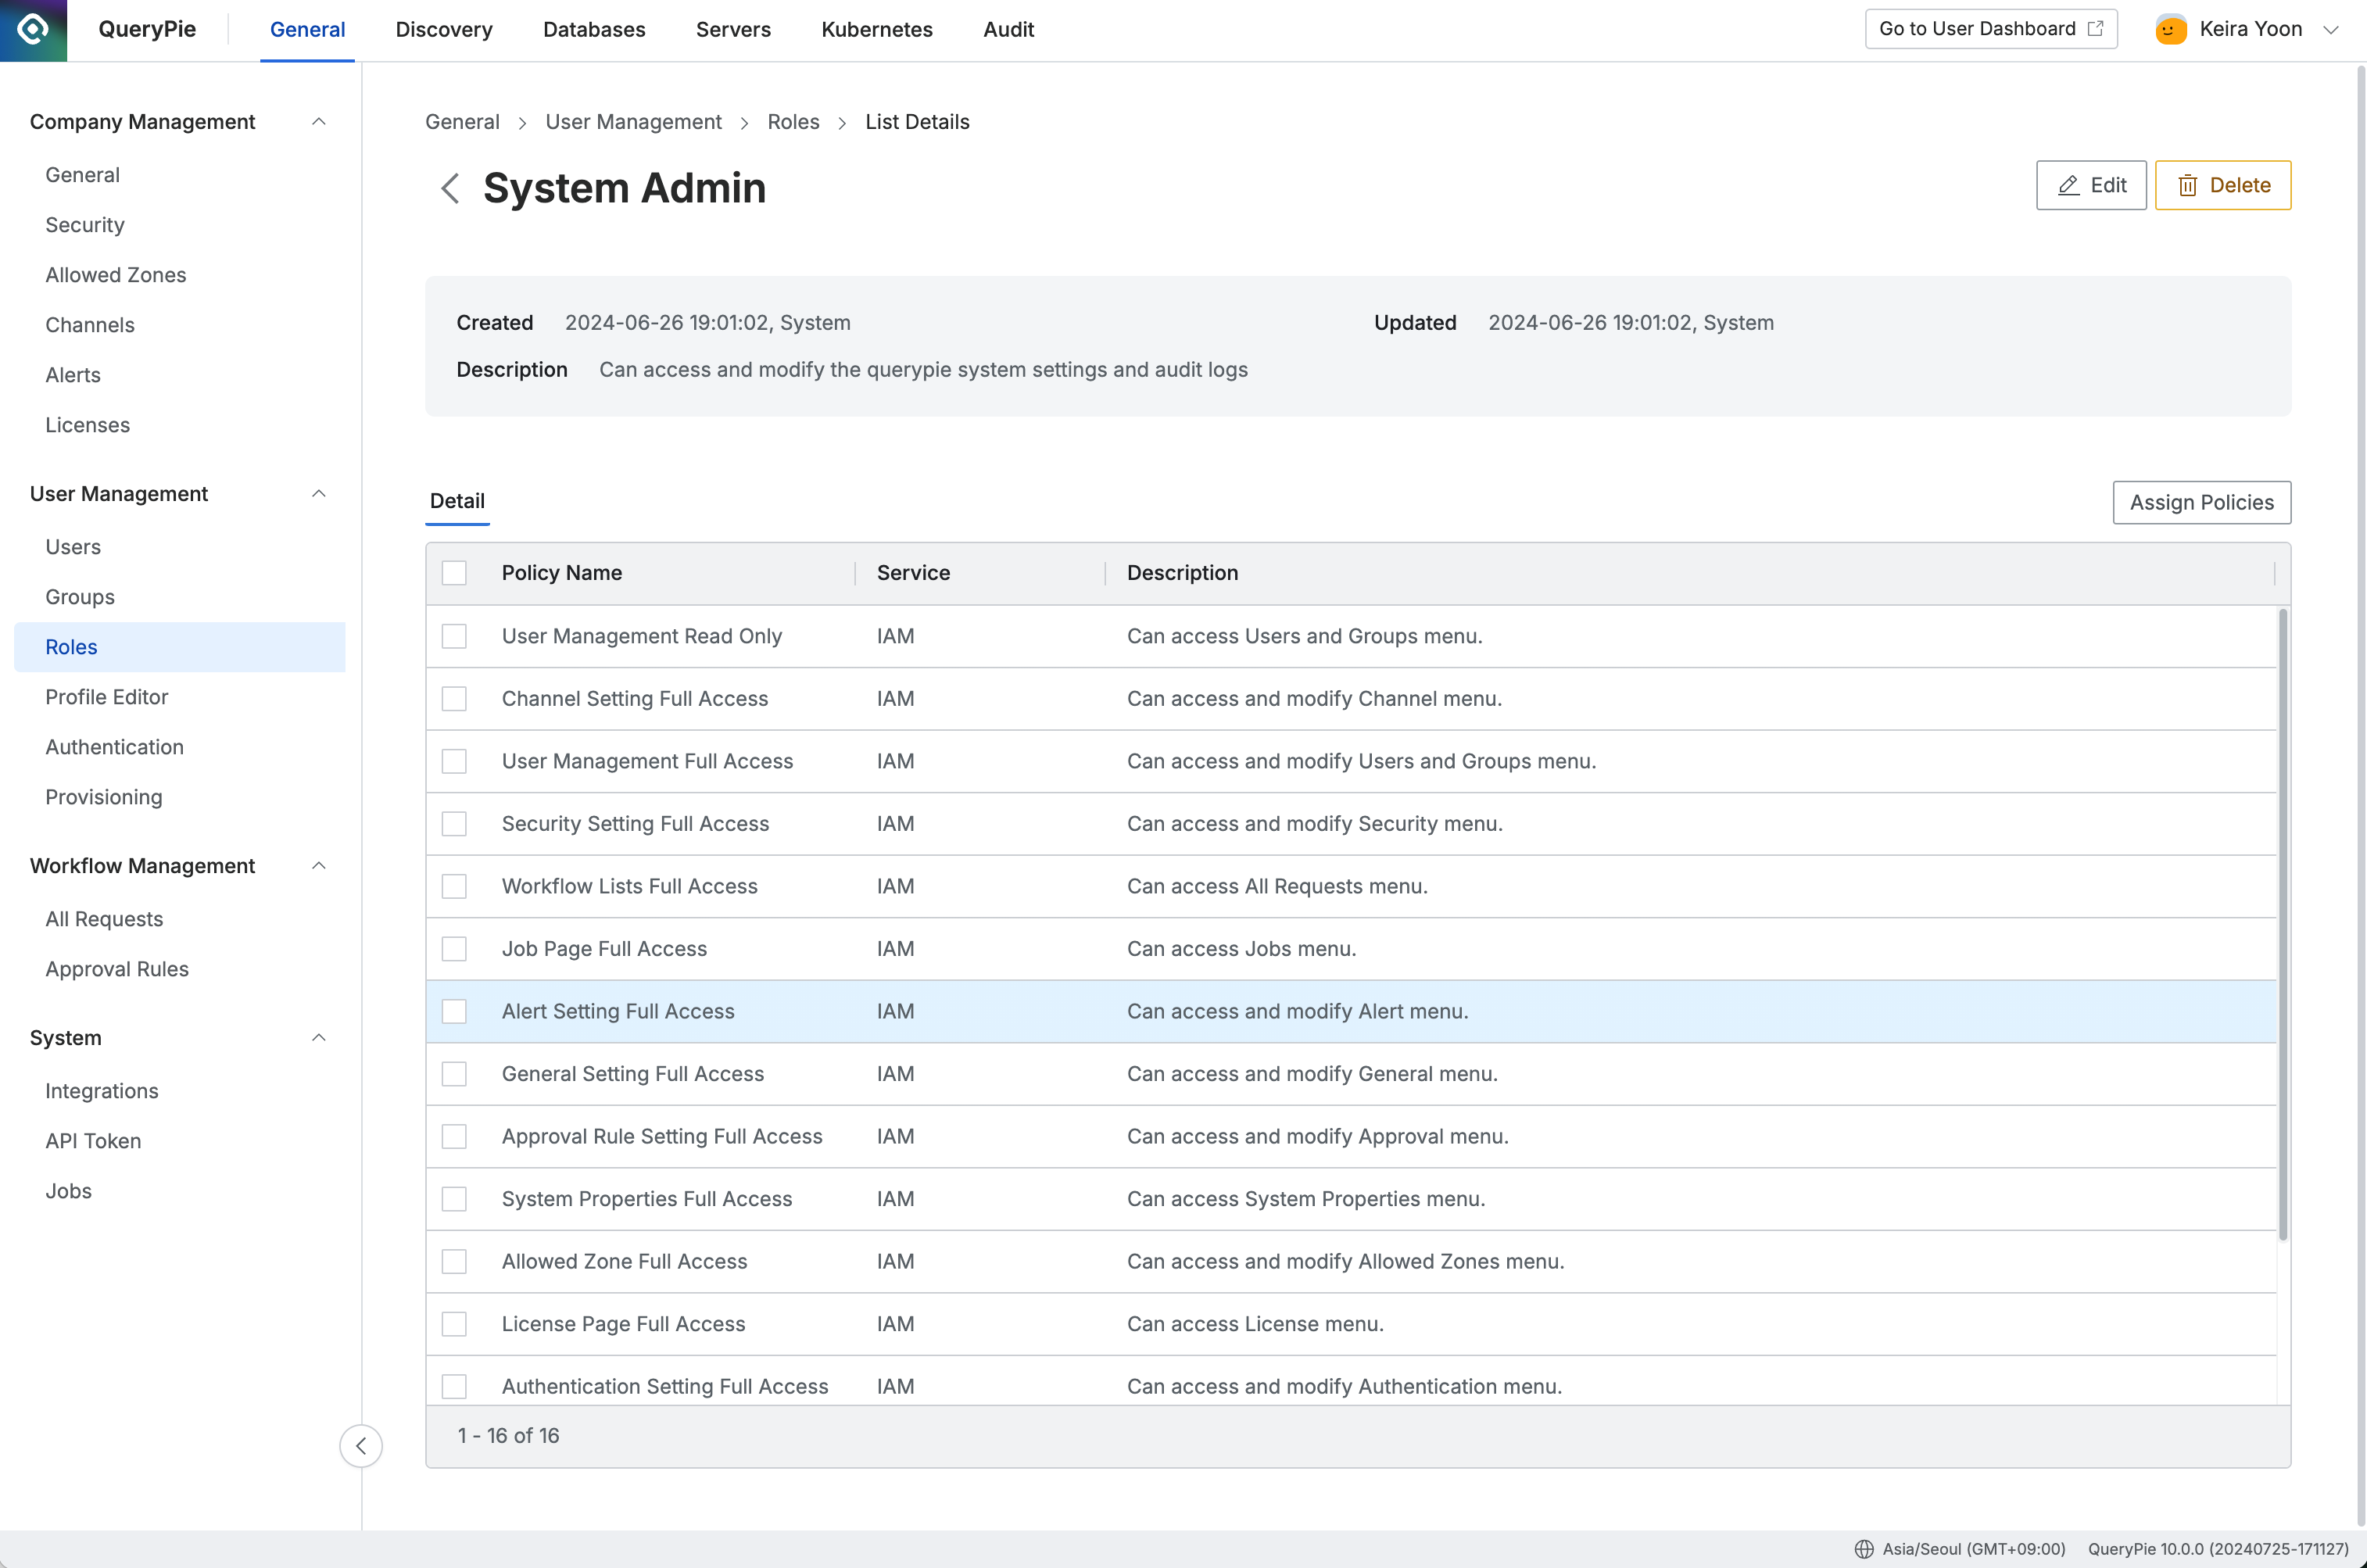 QueryPie
General
Discovery
Databases
Servers
Kubernetes
Audit
Go to User Dashboard
Keira Yoon
Company Management
General
Security
Allowed Zones
Channels
Alerts
Licenses
User Management
Users
Groups
Roles
Profile Editor
Authentication
Provisioning
Workflow Management
All Requests
Approval Rules
System
Integrations
API Token
Jobs
General > User Management > Roles > List Details
System Admin
Edit
Delete
Created 2024-06-26 19:01:02, System
Updated 2024-06-26 19:01:02, System
Description Can access and modify the querypie system settings and audit logs
Detail
Assign Policies
Policy Name Service Description
User Management Read Only IAM Can access Users and Groups menu.
Channel Setting Full Access IAM Can access and modify Channel menu.
User Management Full Access IAM Can access and modify Users and Groups menu.
Security Setting Full Access IAM Can access and modify Security menu.
Workflow Lists Full Access IAM Can access All Requests menu.
Job Page Full Access IAM Can access Jobs menu.
Alert Setting Full Access IAM Can access and modify Alert menu.
General Setting Full Access IAM Can access and modify General menu.
Approval Rule Setting Full Access IAM Can access and modify Approval menu.
System Properties Full Access IAM Can access System Properties menu.
Allowed Zone Full Access IAM Can access and modify Allowed Zones menu.
License Page Full Access IAM Can access License menu.
Authentication Setting Full Access IAM Can access and modify Authentication menu.
1 - 16 of 16
Asia/Seoul (GMT+09:00)
QueryPie 10.0.0 (20240725-171127)